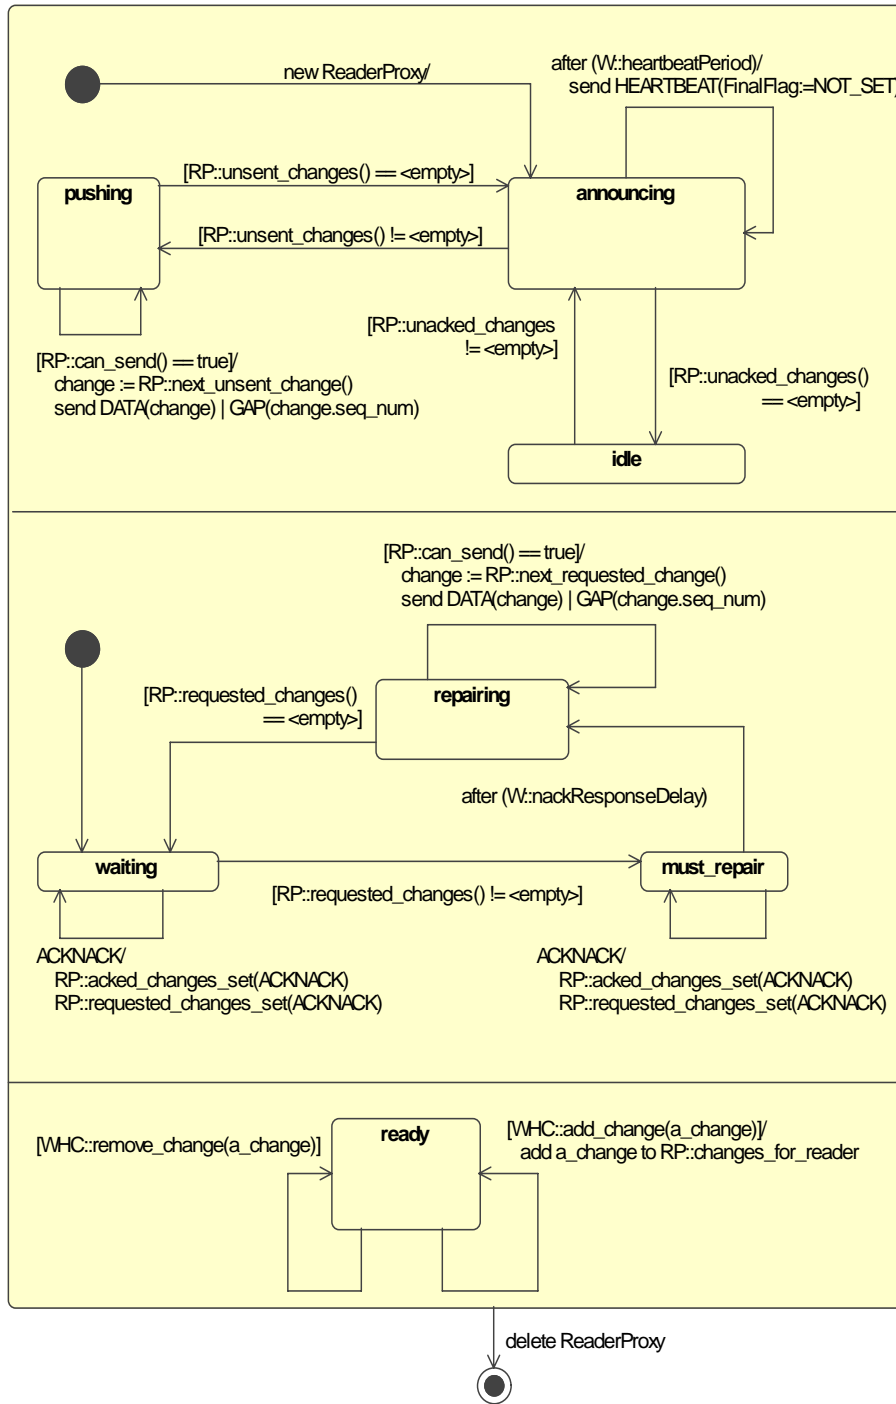 new ReaderProxy/
after (W::heartbeatPeriod)/
send HEARTBEAT(FinalFlag:=NOT_SET)
[RP::unsent_changes() == <empty>]
pushing
announcing
[RP::unsent_changes() != <empty>]
[RP::unacked_changes
!= <empty>]
[RP::can_send() == true]/
change := RP::next_unsent_change()
send DATA(change) | GAP(change.seq_num)
[RP::unacked_changes()
== <empty>]
idle
[RP::can_send() == true]/
change := RP::next_requested_change()
send DATA(change) | GAP(change.seq_num)
[RP::requested_changes()
== <empty>]
repairing
after (W::nackResponseDelay)
waiting
must_repair
[RP::requested_changes() != <empty>]
ACKNACK/
RP::acked_changes_set(ACKNACK)
RP::requested_changes_set(ACKNACK)
ACKNACK/
RP::acked_changes_set(ACKNACK)
RP::requested_changes_set(ACKNACK)
[WHC::remove_change(a_change)]
ready
[WHC::add_change(a_change)]/
add a_change to RP::changes_for_reader
delete ReaderProxy